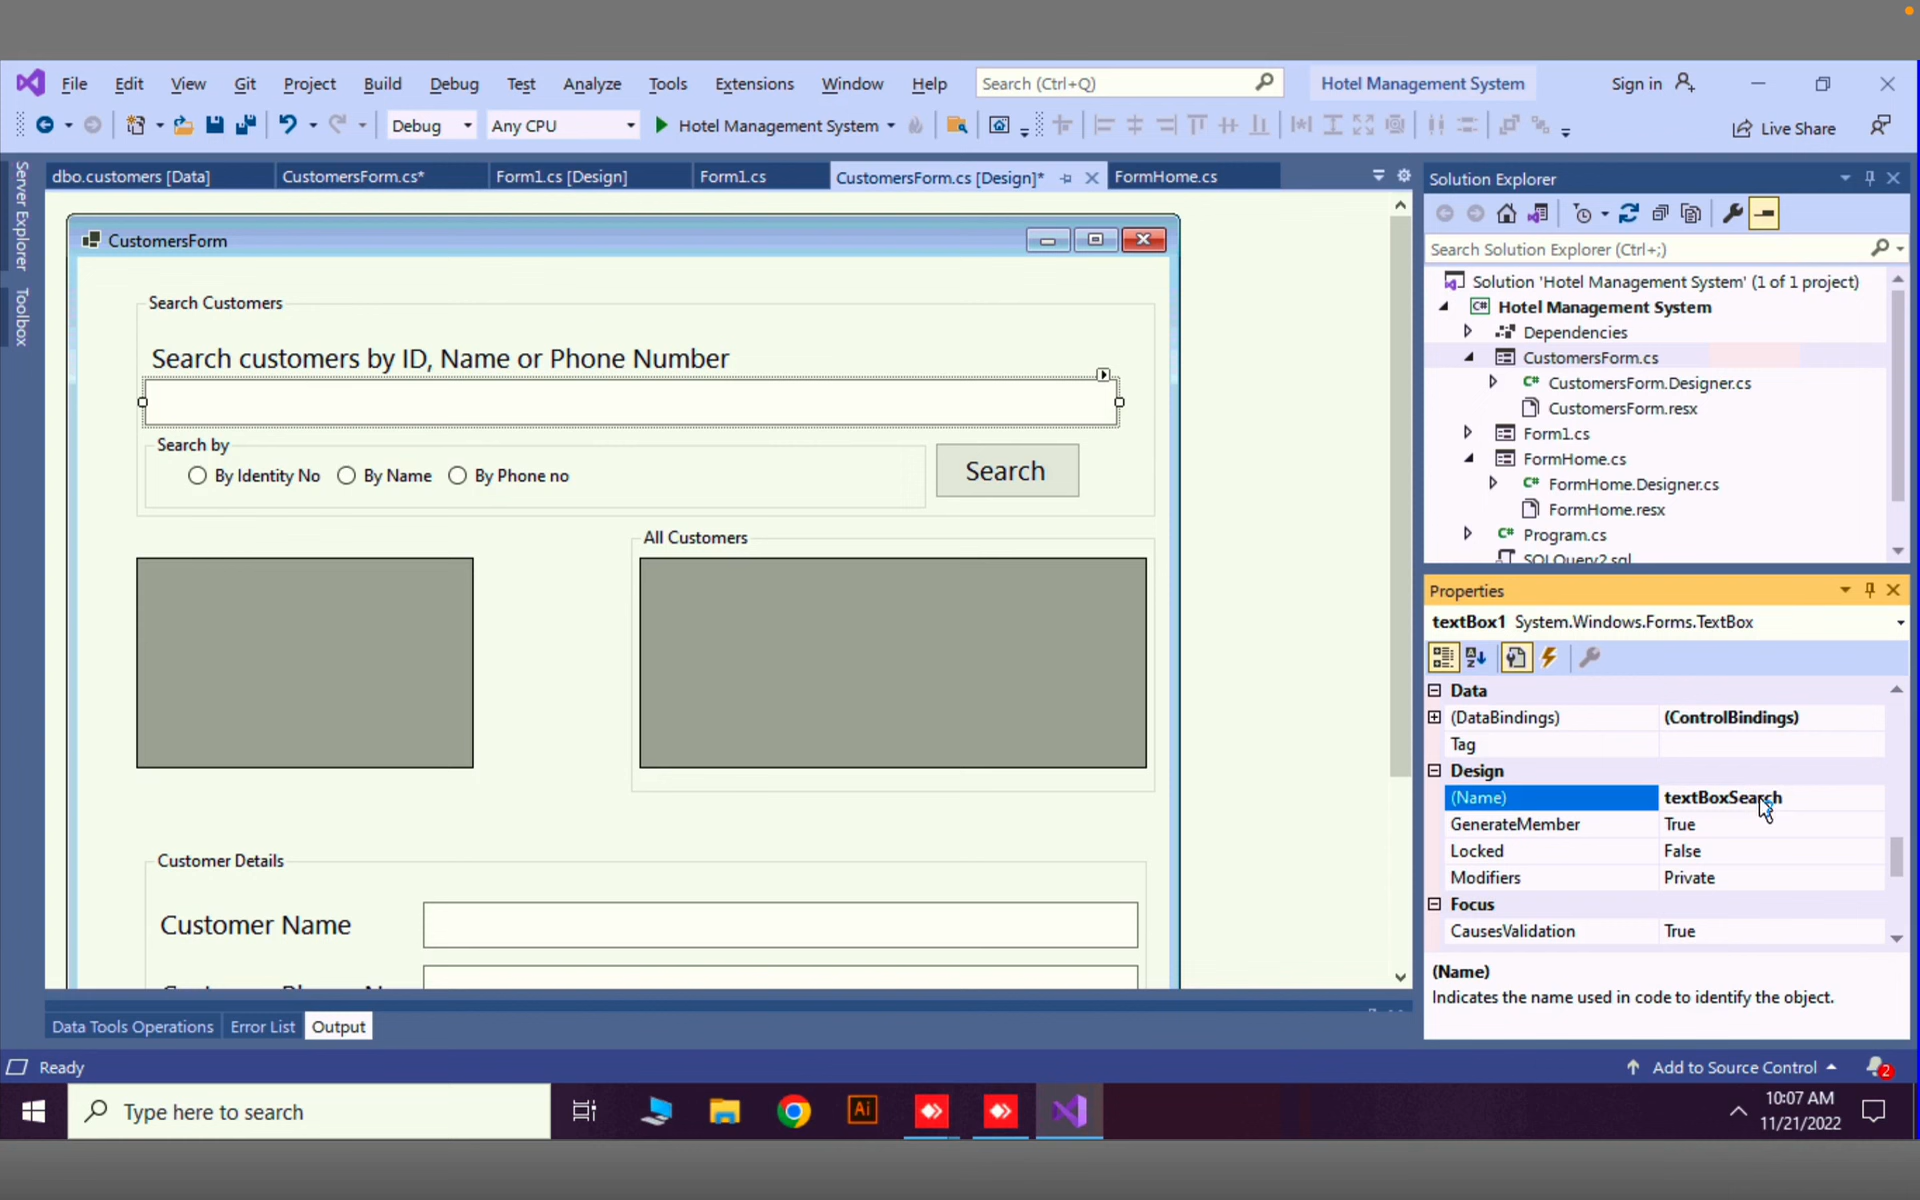 File Edit View Git Project Build Debug Test Analyze Tools Extensions Window Help Search (Ctrl+Q) Hotel Management System Sign in
Debug Any CPU Hotel Management System Live Share
Server Explorer
Toolbox
dbo.customers [Data] CustomersForm.cs* Form1.cs [Design] Form1.cs CustomersForm.cs [Design]* FormHome.cs
CustomersForm
Search Customers
Search customers by ID, Name or Phone Number
Search by
By Identity No By Name By Phone no
Search
All Customers
Customer Details
Customer Name
Data Tools Operations Error List Output
Solution Explorer
Search Solution Explorer (Ctrl+;)
Solution 'Hotel Management System' (1 of 1 project)
C# Hotel Management System
Dependencies
CustomersForm.cs
C# CustomersForm.Designer.cs
CustomersForm.resx
Form1.cs
FormHome.cs
C# FormHome.Designer.cs
FormHome.resx
C# Program.cs
SQLQuery2.sql
Properties
textBox1 System.Windows.Forms.TextBox
Data
(DataBindings) (ControlBindings)
Tag
Design
(Name) textBoxSearch
GenerateMember True
Locked False
Modifiers Private
Focus
CausesValidation True
(Name)
Indicates the name used in code to identify the object.
Ready Add to Source Control 2
Type here to search Ai 10:07 AM
11/21/2022